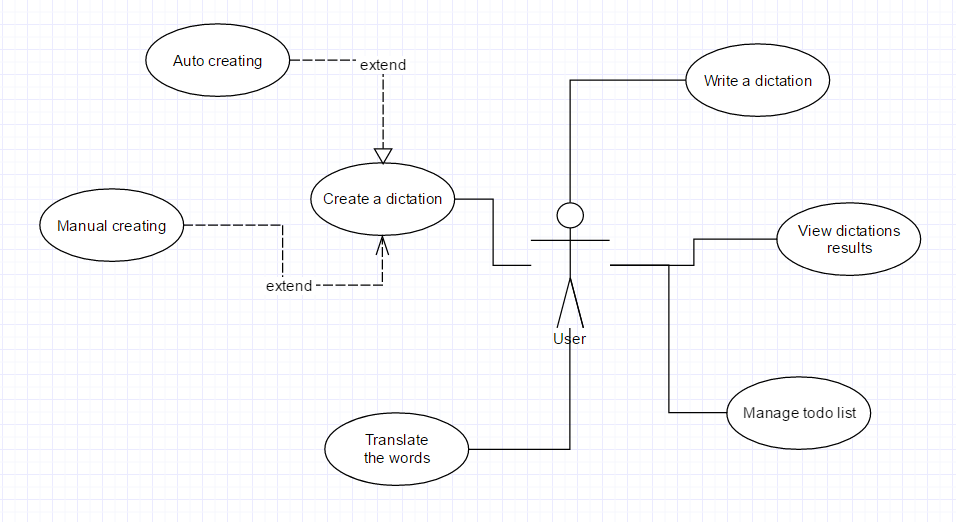 Auto creating
extend
Write a dictation
Create a dictation
Manual creating
View dictations
results
extend
User
Manage todo list
Translate
the words